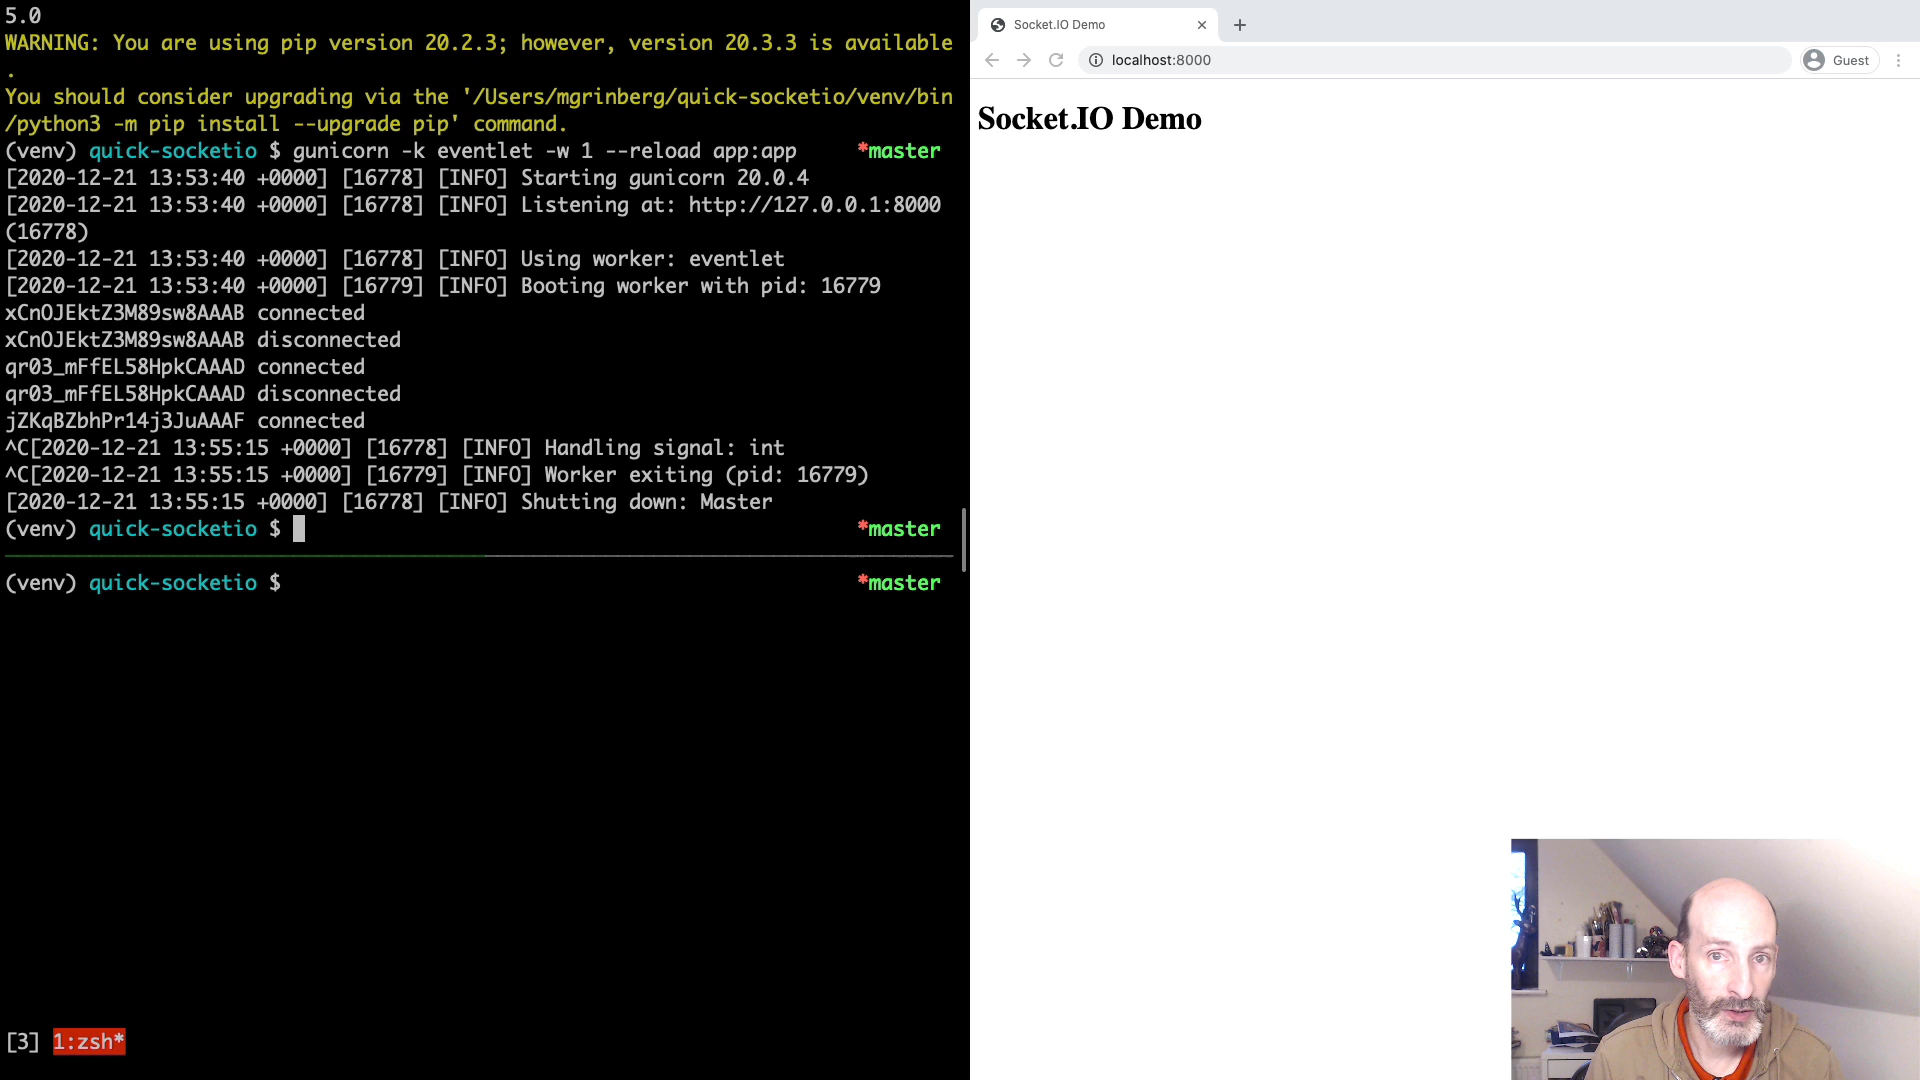 5.0
WARNING: You are using pip version 20.2.3; however, version 20.3.3 is available
.
You should consider upgrading via the '/Users/mgrinberg/quick-socketio/venv/bin
/python3 -m pip install --upgrade pip' command.
(venv) quick-socketio $ gunicorn -k eventlet -w 1 --reload app:app *master
[2020-12-21 13:53:40 +0000] [16778] [INFO] Starting gunicorn 20.0.4
[2020-12-21 13:53:40 +0000] [16778] [INFO] Listening at: http://127.0.0.1:8000
(16778)
[2020-12-21 13:53:40 +0000] [16778] [INFO] Using worker: eventlet
[2020-12-21 13:53:40 +0000] [16779] [INFO] Booting worker with pid: 16779
xCnOJEktZ3M89sw8AAAB connected
xCnOJEktZ3M89sw8AAAB disconnected
qr03_mFfEL58HpkCAAAD connected
qr03_mFfEL58HpkCAAAD disconnected
jZKqBZbhPr14j3JuAAAF connected
^C[2020-12-21 13:55:15 +0000] [16778] [INFO] Handling signal: int
^C[2020-12-21 13:55:15 +0000] [16779] [INFO] Worker exiting (pid: 16779)
[2020-12-21 13:55:15 +0000] [16778] [INFO] Shutting down: Master
(venv) quick-socketio $ *master
(venv) quick-socketio $ *master
[3] 1:zsh*
Socket.IO Demo
localhost:8000
Guest
Socket.IO Demo